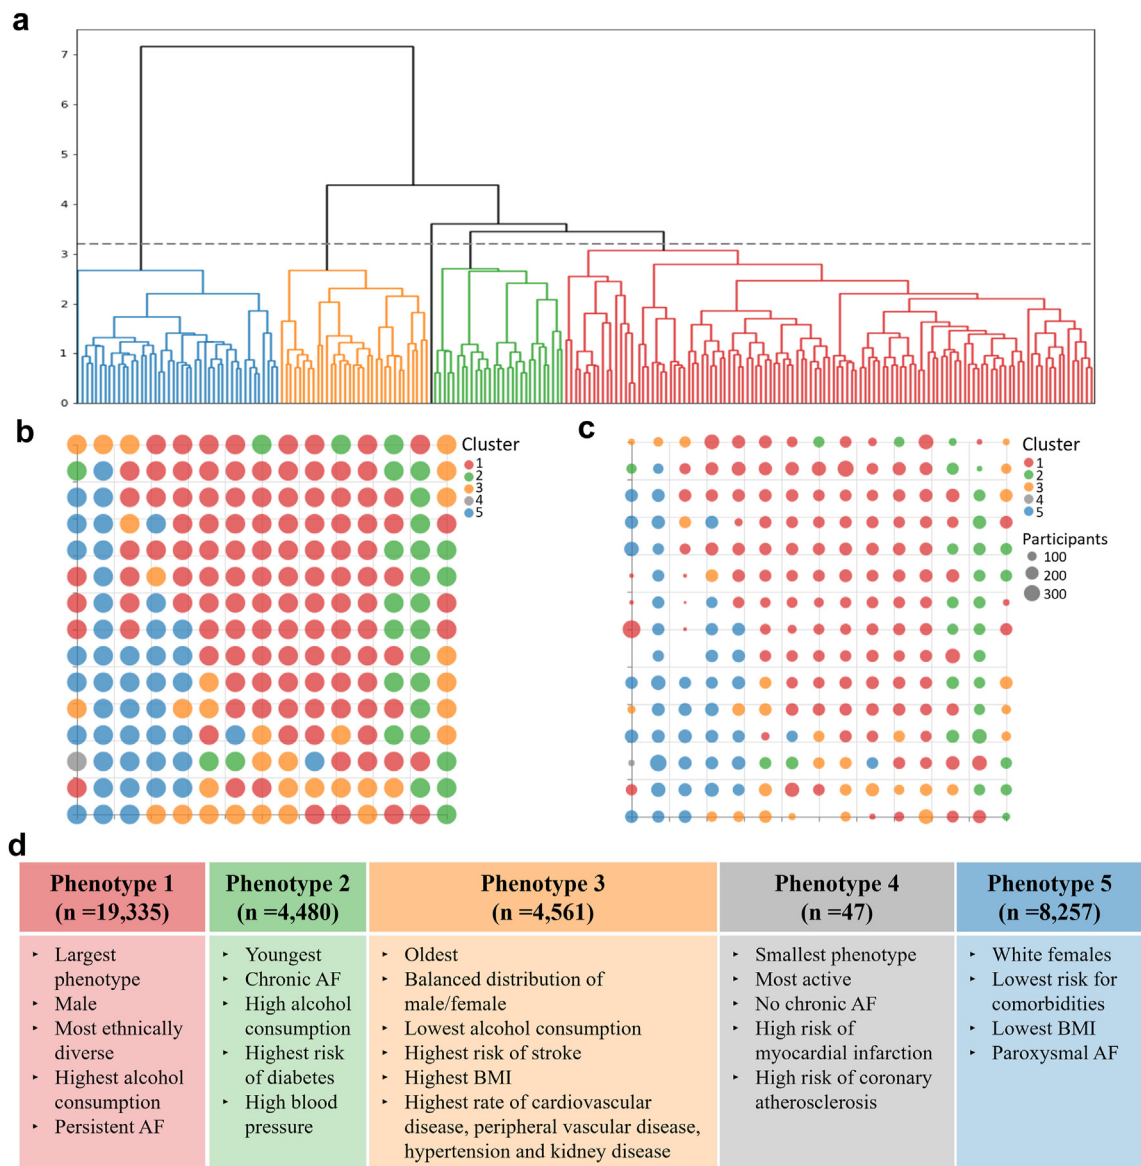 a
7
6
5
4
3
2
1
0
b
Cluster
1
2
3
4
5
c
Cluster
1
2
3
4
5
Participants
100
200
300
d
Phenotype 1
(n =19,335)
‣ Largest
phenotype
‣ Male
‣ Most ethnically
diverse
‣ Highest alcohol
consumption
‣ Persistent AF
Phenotype 2
(n =4,480)
‣ Youngest
‣ Chronic AF
‣ High alcohol
consumption
‣ Highest risk
of diabetes
‣ High blood
pressure
Phenotype 3
(n =4,561)
‣ Oldest
‣ Balanced distribution of
male/female
‣ Lowest alcohol consumption
‣ Highest risk of stroke
‣ Highest BMI
‣ Highest rate of cardiovascular
disease, peripheral vascular disease,
hypertension and kidney disease
Phenotype 4
(n =47)
‣ Smallest phenotype
‣ Most active
‣ No chronic AF
‣ High risk of
myocardial infarction
‣ High risk of coronary
atherosclerosis
Phenotype 5
(n =8,257)
‣ White females
‣ Lowest risk for
comorbidities
‣ Lowest BMI
‣ Paroxysmal AF